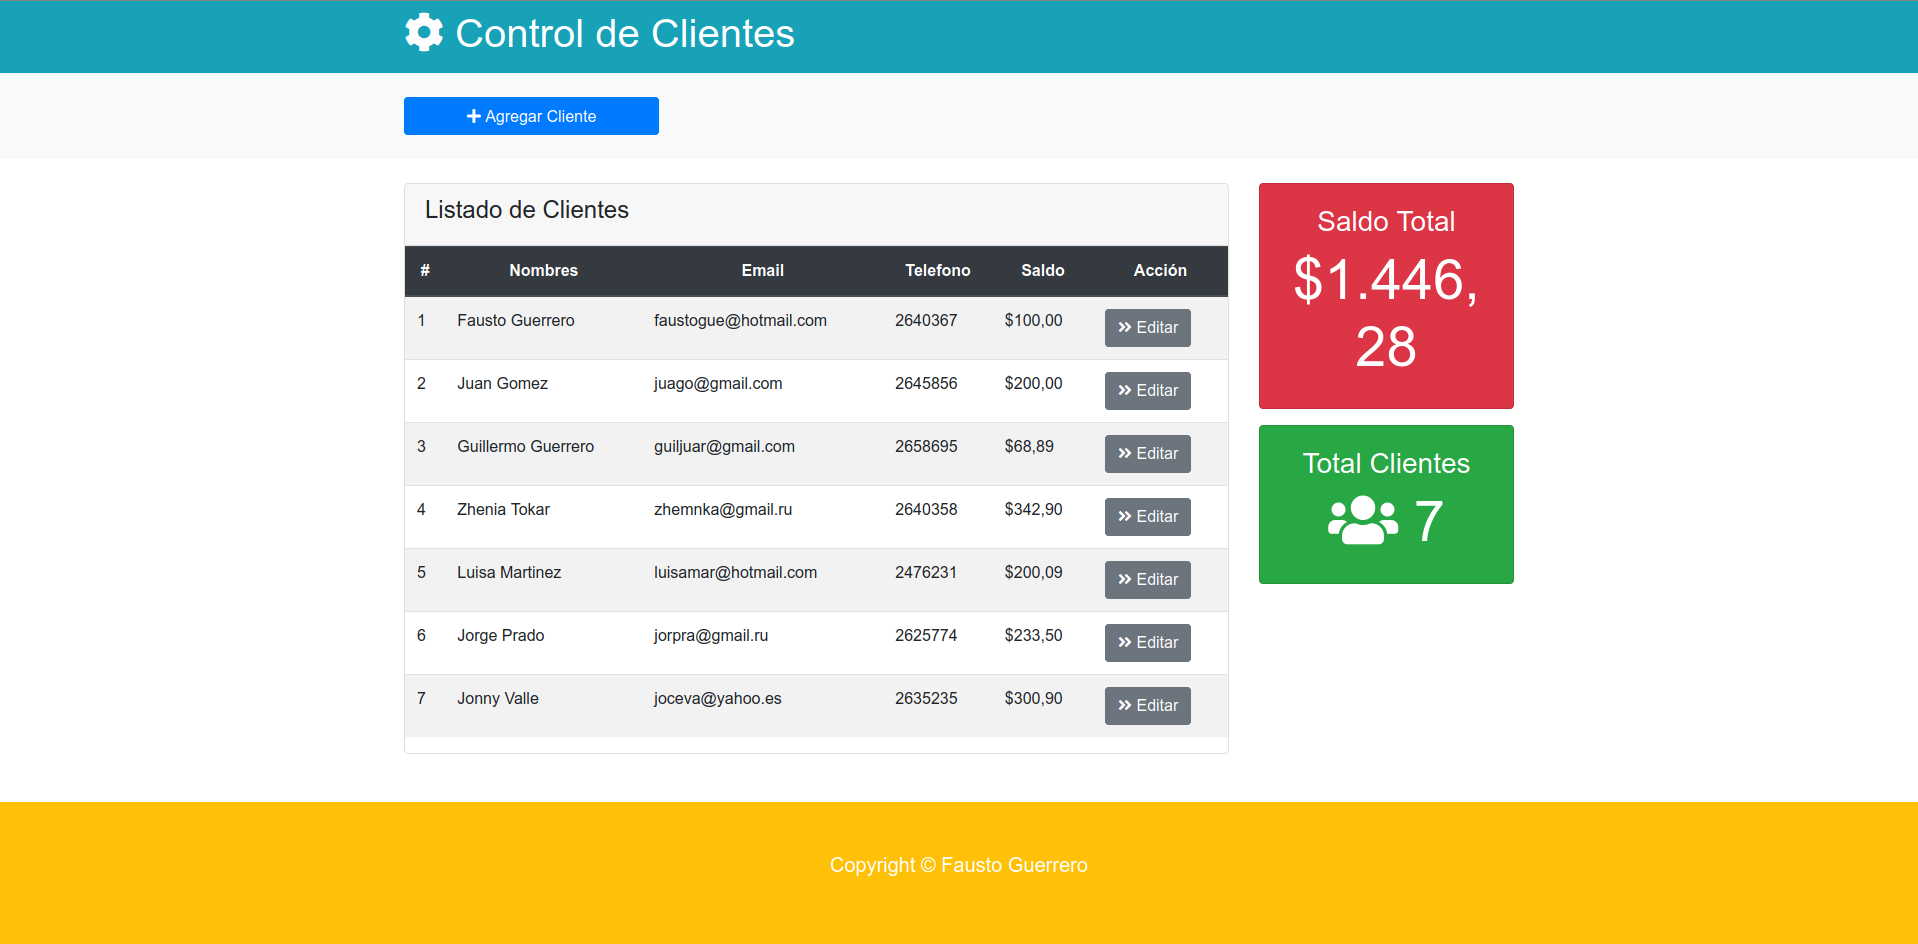 Control de Clientes
Agregar Cliente
Listado de Clientes
# Nombres Email Telefono Saldo Acción
1 Fausto Guerrero faustogue@hotmail.com 2640367 $100,00 Editar
2 Juan Gomez juago@gmail.com 2645856 $200,00 Editar
3 Guillermo Guerrero guiljuar@gmail.com 2658695 $68,89 Editar
4 Zhenia Tokar zhemnka@gmail.ru 2640358 $342,90 Editar
5 Luisa Martinez luisamar@hotmail.com 2476231 $200,09 Editar
6 Jorge Prado jorpra@gmail.ru 2625774 $233,50 Editar
7 Jonny Valle joceva@yahoo.es 2635235 $300,90 Editar
Saldo Total
$1.446,
28
Total Clientes
7
Copyright © Fausto Guerrero